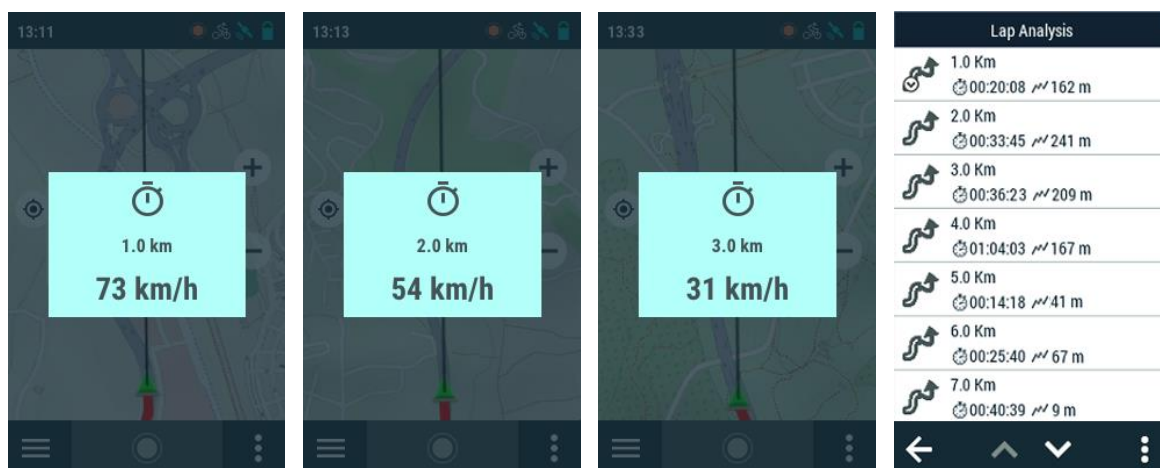 13:11
1.0 km
73 km/h
13:13
2.0 km
54 km/h
13:33
3.0 km
31 km/h
Lap Analysis
1.0 Km
00:20:08 162 m
2.0 Km
00:33:45 241 m
3.0 Km
00:36:23 209 m
4.0 Km
01:04:03 167 m
5.0 Km
00:14:18 41 m
6.0 Km
00:25:40 67 m
7.0 Km
00:40:39 9 m